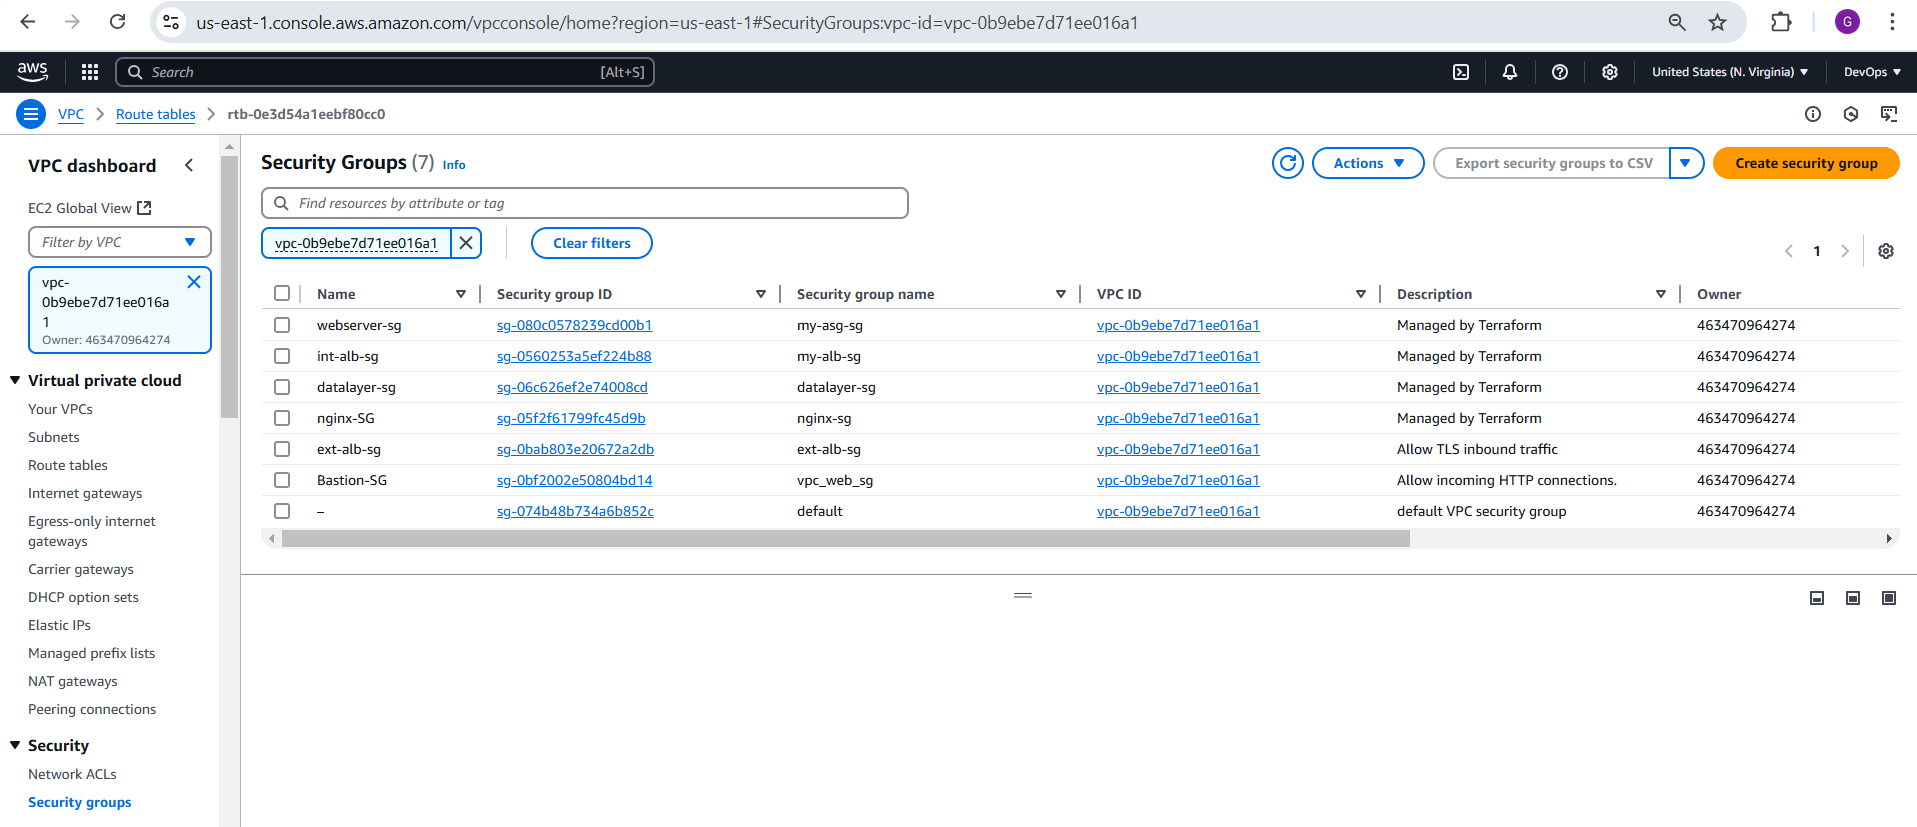 us-east-1.console.aws.amazon.com/vpcconsole/home?region=us-east-1#SecurityGroups:vpc-id=vpc-0b9ebe7d71ee016a1
G
aws
Search
[Alt+S]
United States (N. Virginia)
DevOps
VPC
Route tables
rtb-0e3d54a1eebf80cc0
VPC dashboard
EC2 Global View
Filter by VPC
vpc-
0b9ebe7d71ee016a
1
Owner: 463470964274
Virtual private cloud
Your VPCs
Subnets
Route tables
Internet gateways
Egress-only internet
gateways
Carrier gateways
DHCP option sets
Elastic IPs
Managed prefix lists
NAT gateways
Peering connections
Security
Network ACLs
Security groups
Security Groups (7) Info
Actions
Export security groups to CSV
Create security group
Find resources by attribute or tag
vpc-0b9ebe7d71ee016a1
Clear filters
1
Name Security group ID Security group name VPC ID Description Owner
webserver-sg sg-080c0578239cd00b1 my-asg-sg vpc-0b9ebe7d71ee016a1 Managed by Terraform 463470964274
int-alb-sg sg-0560253a5ef224b88 my-alb-sg vpc-0b9ebe7d71ee016a1 Managed by Terraform 463470964274
datalayer-sg sg-06c626ef2e74008cd datalayer-sg vpc-0b9ebe7d71ee016a1 Managed by Terraform 463470964274
nginx-SG sg-05f2f61799fc45d9b nginx-sg vpc-0b9ebe7d71ee016a1 Managed by Terraform 463470964274
ext-alb-sg sg-0bab803e20672a2db ext-alb-sg vpc-0b9ebe7d71ee016a1 Allow TLS inbound traffic 463470964274
Bastion-SG sg-0bf2002e50804bd14 vpc_web_sg vpc-0b9ebe7d71ee016a1 Allow incoming HTTP connections. 463470964274
– sg-074b48b734a6b852c default vpc-0b9ebe7d71ee016a1 default VPC security group 463470964274